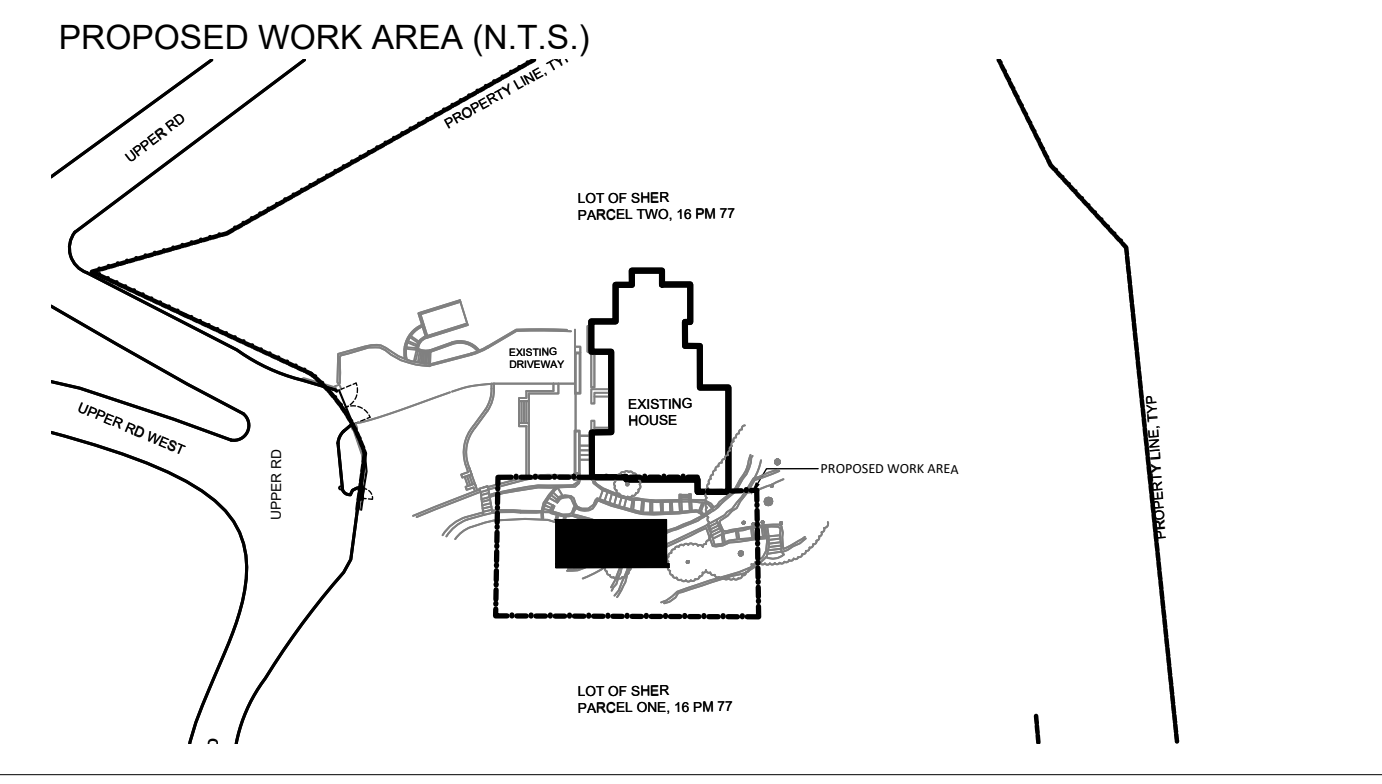 PROPOSED WORK AREA (N.T.S.)
PROPERTY LINE, TYP
UPPER RD
LOT OF SHER
PARCEL TWO, 16 PM 77
EXISTING
DRIVEWAY
EXISTING
HOUSE
UPPER RD WEST
UPPER RD
PROPOSED WORK AREA
PROPERTY LINE, TYP
LOT OF SHER
PARCEL ONE, 16 PM 77